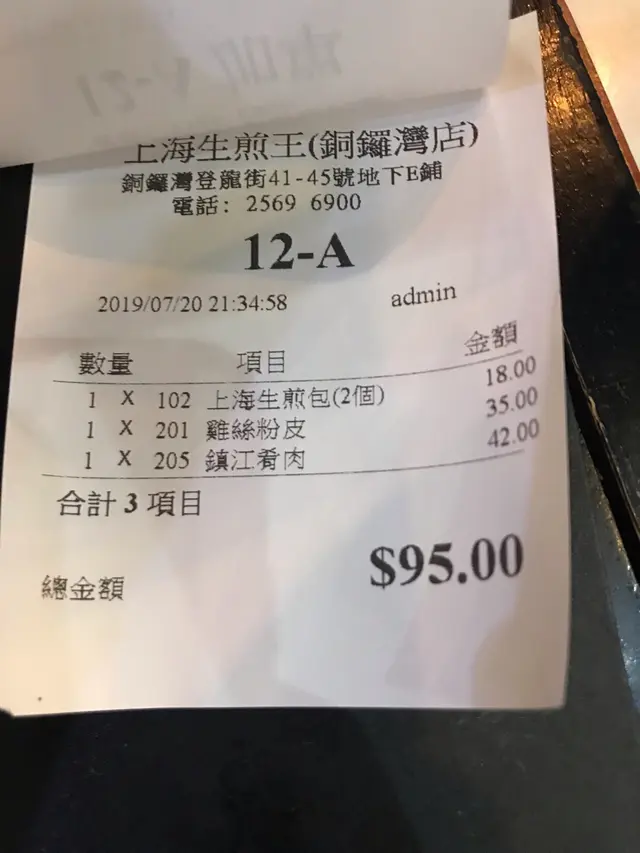 上海生煎王(銅鑼灣店)
銅鑼灣登龍街41-45號地下E鋪
電話: 2569 6900
12-A
2019/07/20 21:34:58 admin
數量 項目 金額
1 X 102 上海生煎包(2個) 18.00
1 X 201 雞絲粉皮 35.00
1 X 205 鎮江肴肉 42.00
合計 3 項目
總金額 $95.00